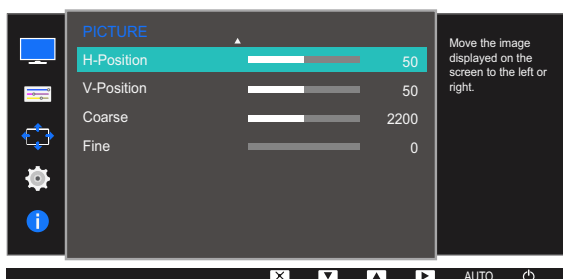 PICTURE
H-Position 50
V-Position 50
Coarse 2200
Fine 0
Move the image
displayed on the
screen to the left or
right.
AUTO